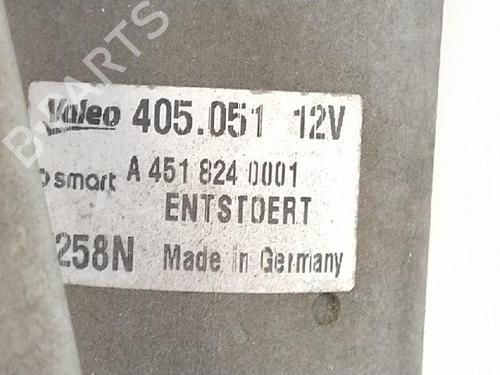 B-PARTS
Valeo 405.051 12V
smart A 451 824 0001
ENTSTOERT
258N Made in Germany